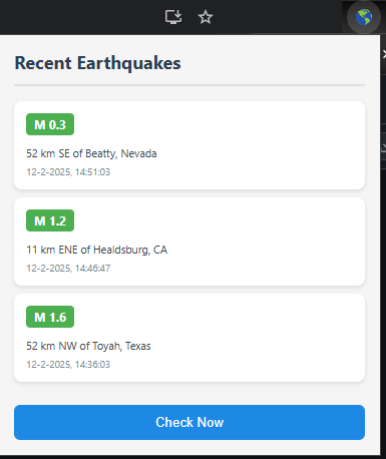 Recent Earthquakes
M 0.3
52 km SE of Beatty, Nevada
12-2-2025, 14:51:03
M 1.2
11 km ENE of Healdsburg, CA
12-2-2025, 14:46:47
M 1.6
52 km NW of Toyah, Texas
12-2-2025, 14:36:03
Check Now